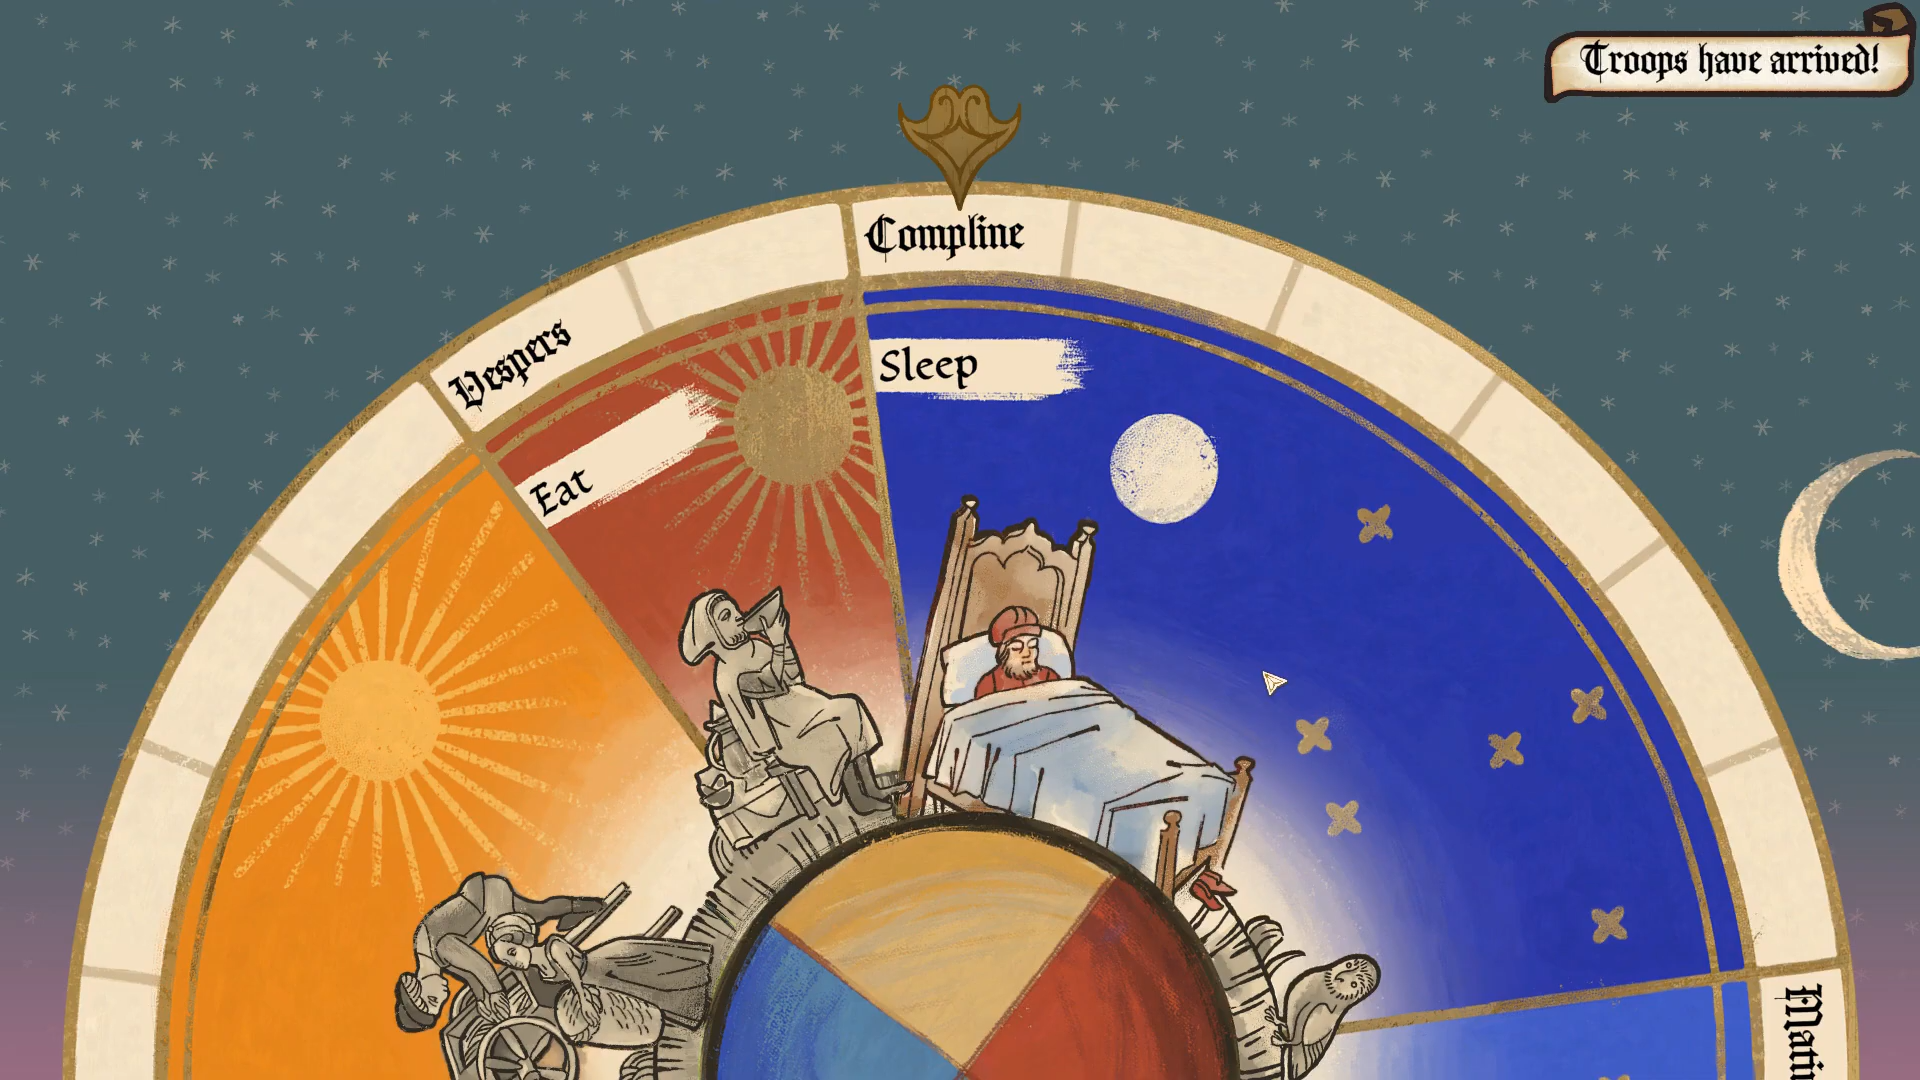 Troops have arrived!
Compline
Vespers
Sleep
Eat